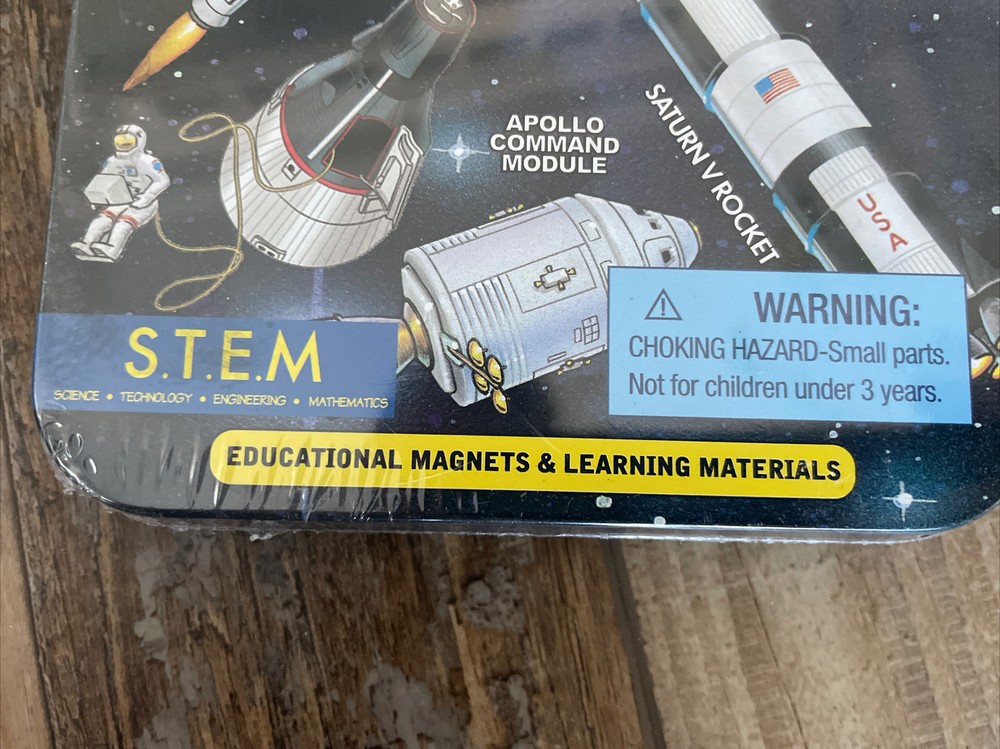 APOLLO
COMMAND
MODULE
SATURN V ROCKET
USA
⚠ WARNING:
CHOKING HAZARD-Small parts.
Not for children under 3 years.
S.T.E.M
SCIENCE • TECHNOLOGY • ENGINEERING • MATHEMATICS
EDUCATIONAL MAGNETS & LEARNING MATERIALS